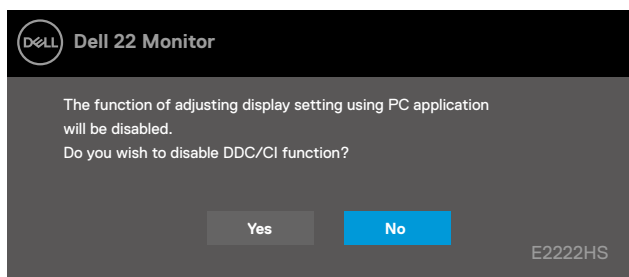 DELL Dell 22 Monitor
The function of adjusting display setting using PC application
will be disabled.
Do you wish to disable DDC/CI function?
Yes No
E2222HS